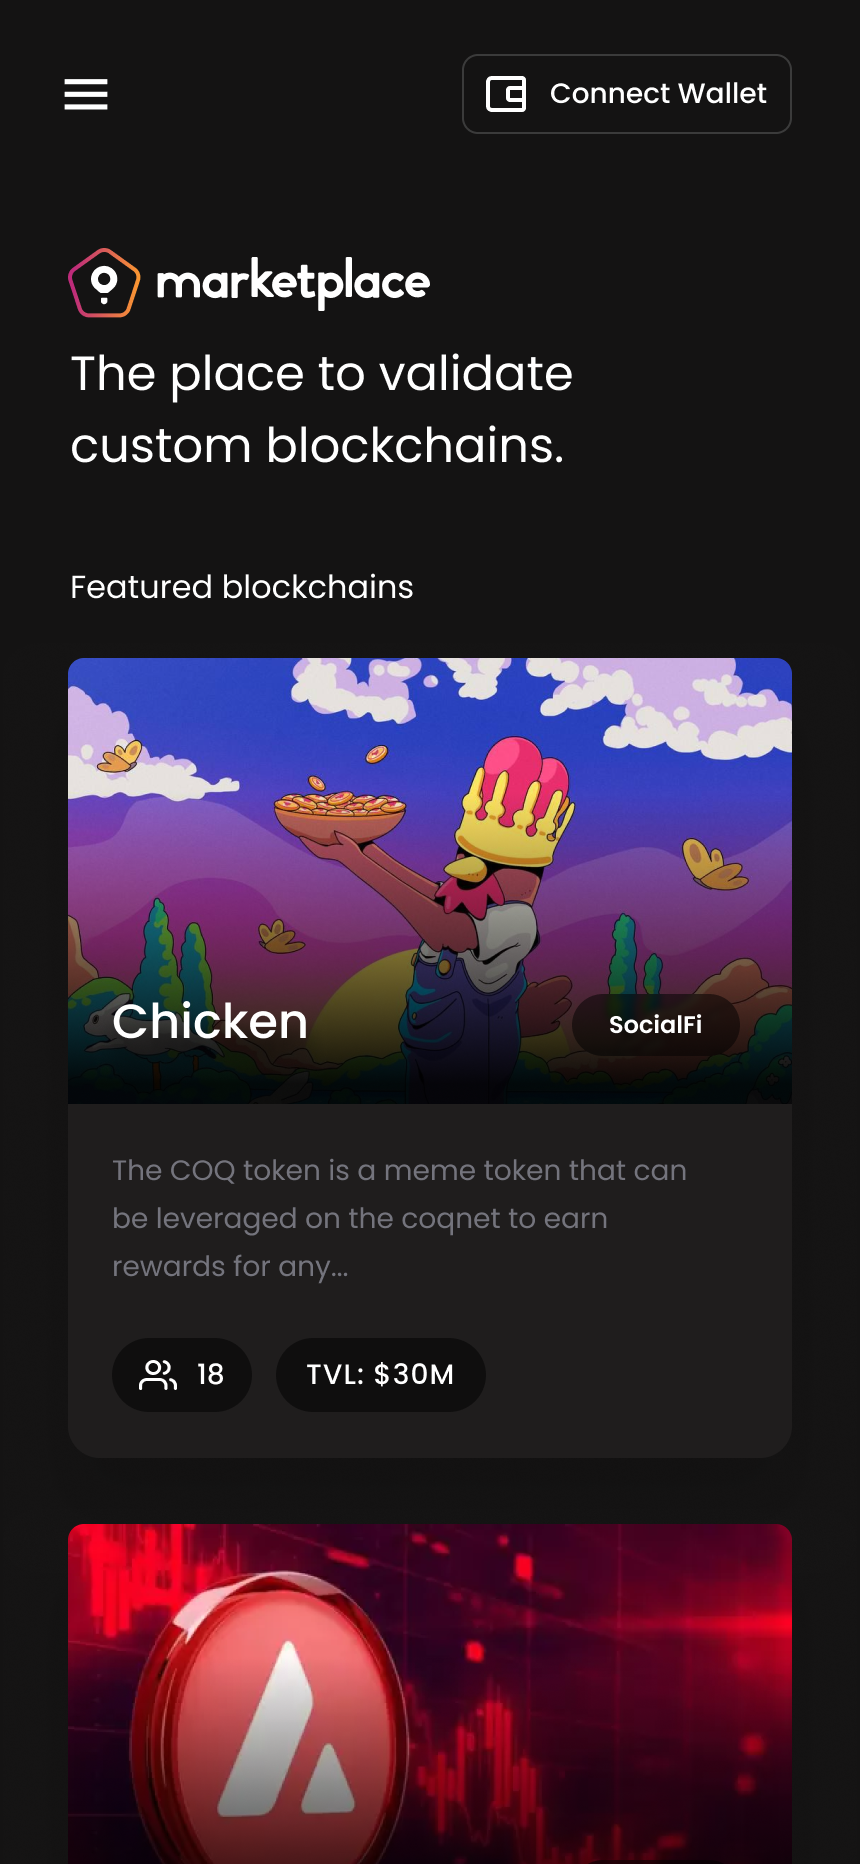 Connect Wallet
marketplace
The place to validate
custom blockchains.
Featured blockchains
Chicken
SocialFi
The COQ token is a meme token that can
be leveraged on the coqnet to earn
rewards for any...
18
TVL: $30M